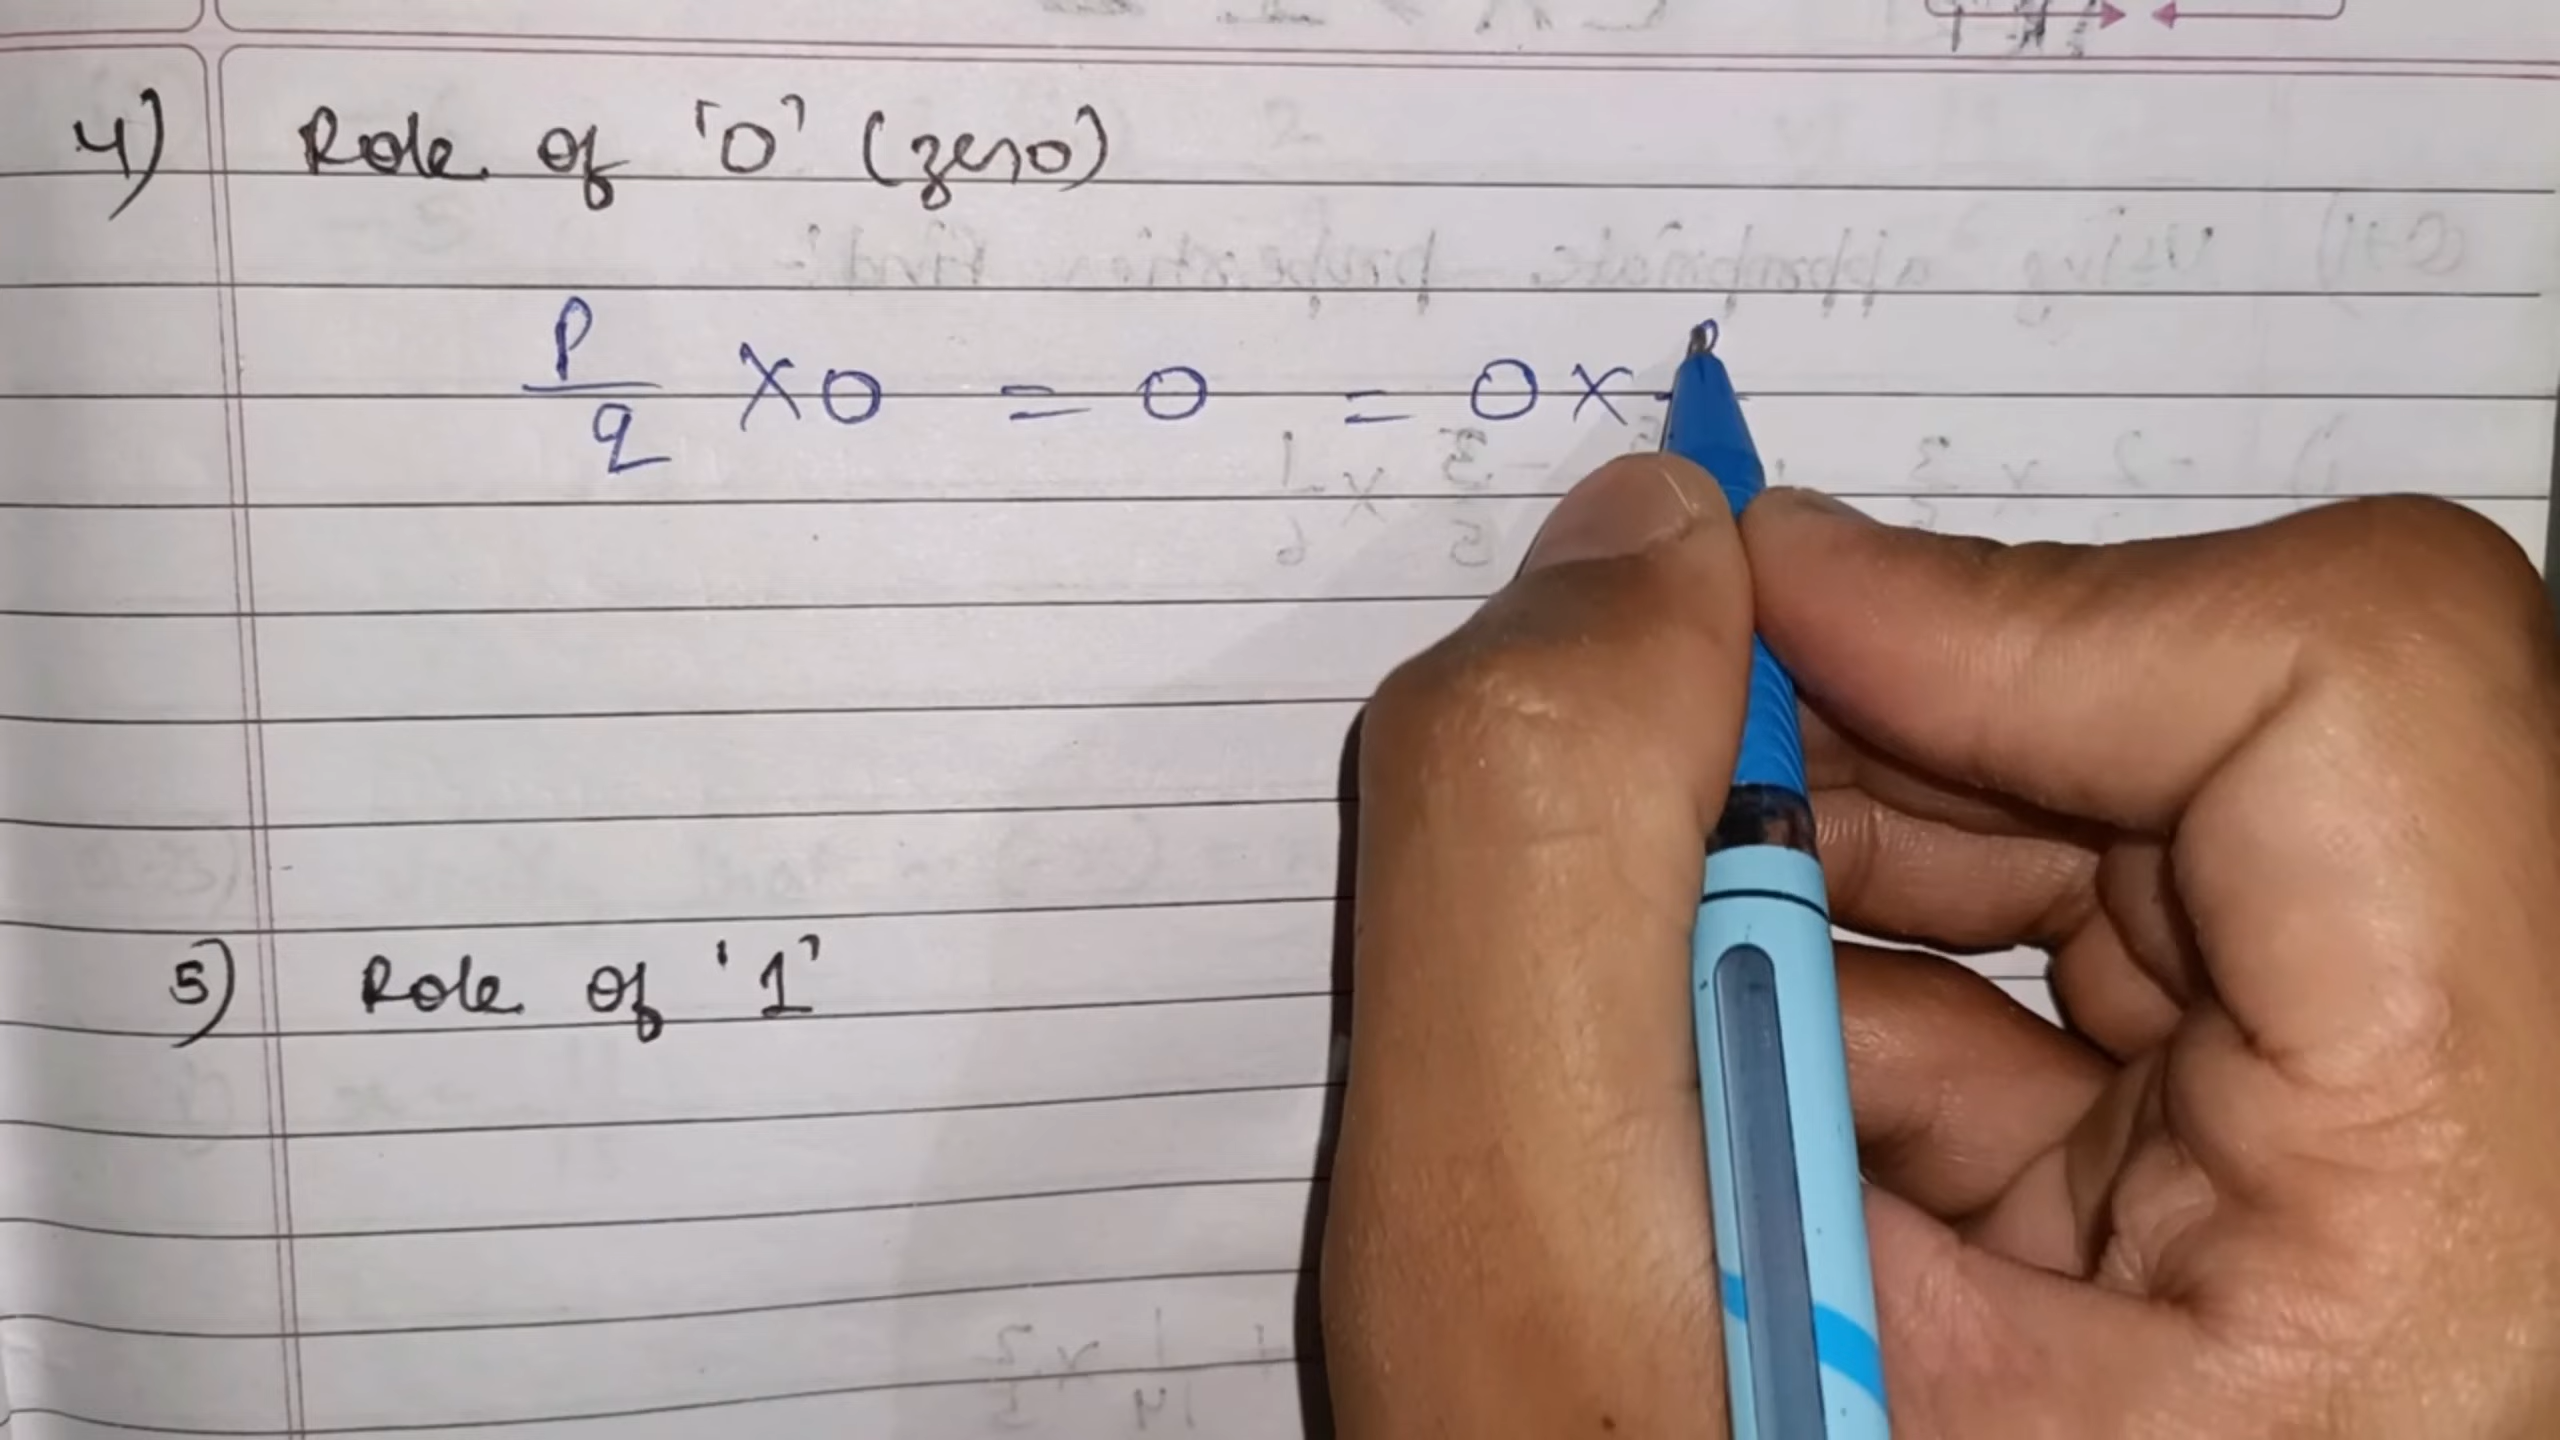 4) Role of '0' (zero)
p/q × 0 = 0 = 0 × p
5) Role of '1'